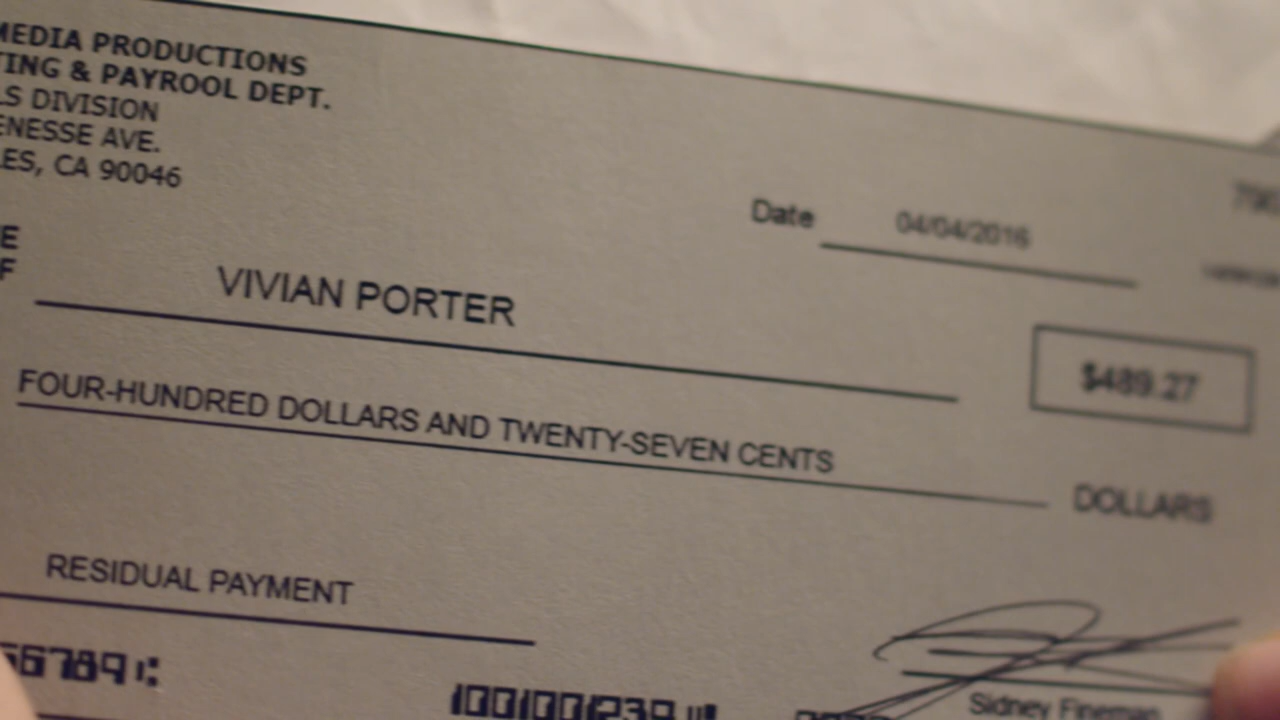 MEDIA PRODUCTIONS
TING & PAYROOL DEPT.
LS DIVISION
ENESSE AVE.
LES, CA 90046
Date 04/04/2016
E
F
VIVIAN PORTER
$489.27
FOUR-HUNDRED DOLLARS AND TWENTY-SEVEN CENTS
DOLLARS
RESIDUAL PAYMENT
Sidney Fineman